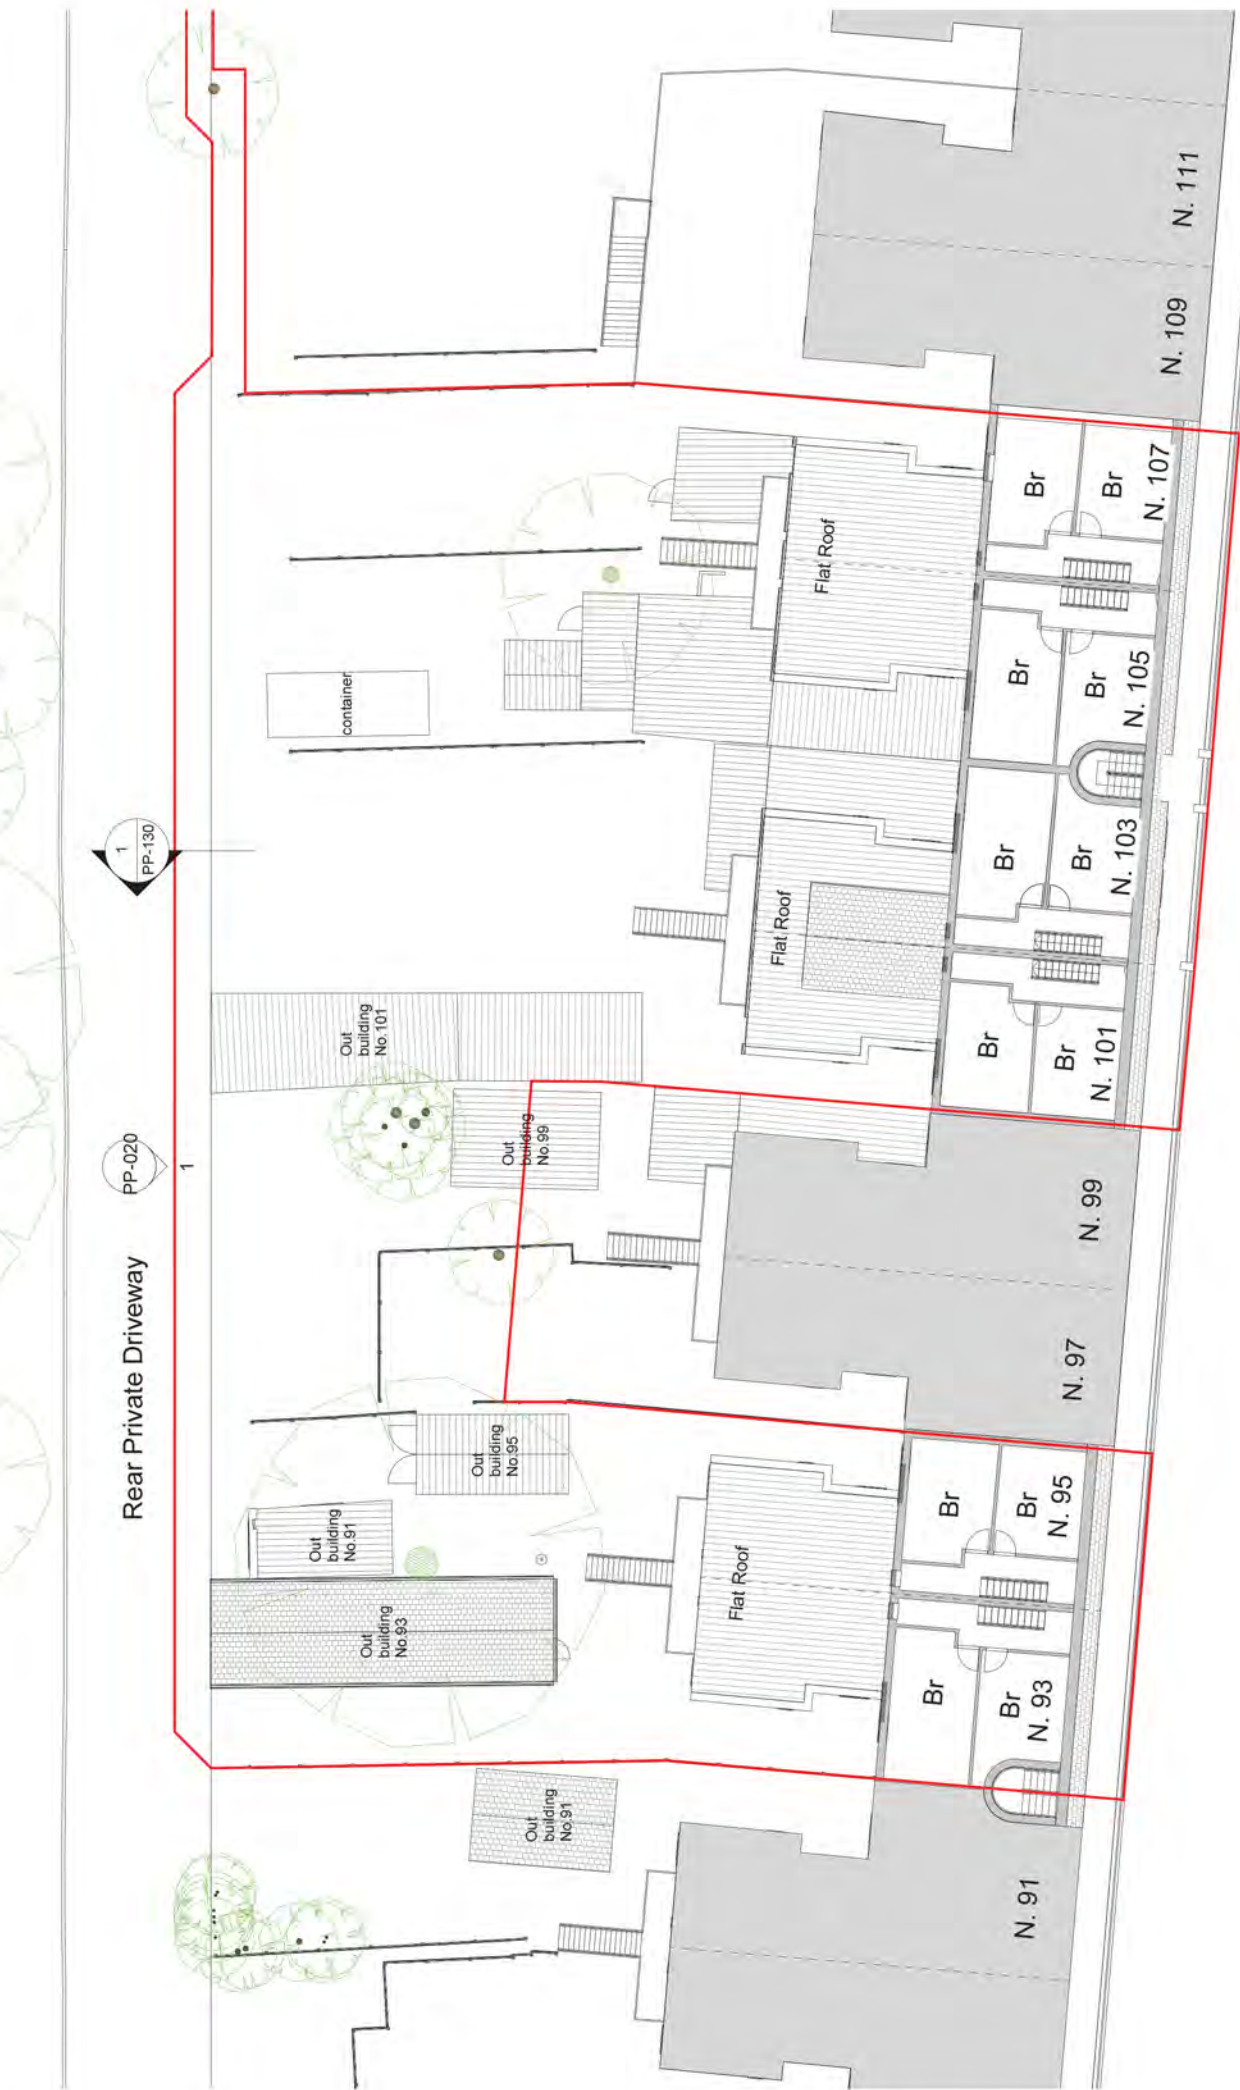 Rear Private Driveway
PP-020
1
1
PP-130
Out
building
No.91
Out
building
No.93
Out
building
No.91
Out
building
No.95
Out
building
No.99
Out
building
No.101
container
Flat Roof
Flat Roof
Flat Roof
Br
Br
Br
Br
Br
Br
Br
Br
Br
Br
Br
Br
N. 91
N. 93
N. 95
N. 97
N. 99
N. 101
N. 103
N. 105
N. 107
N. 109
N. 111